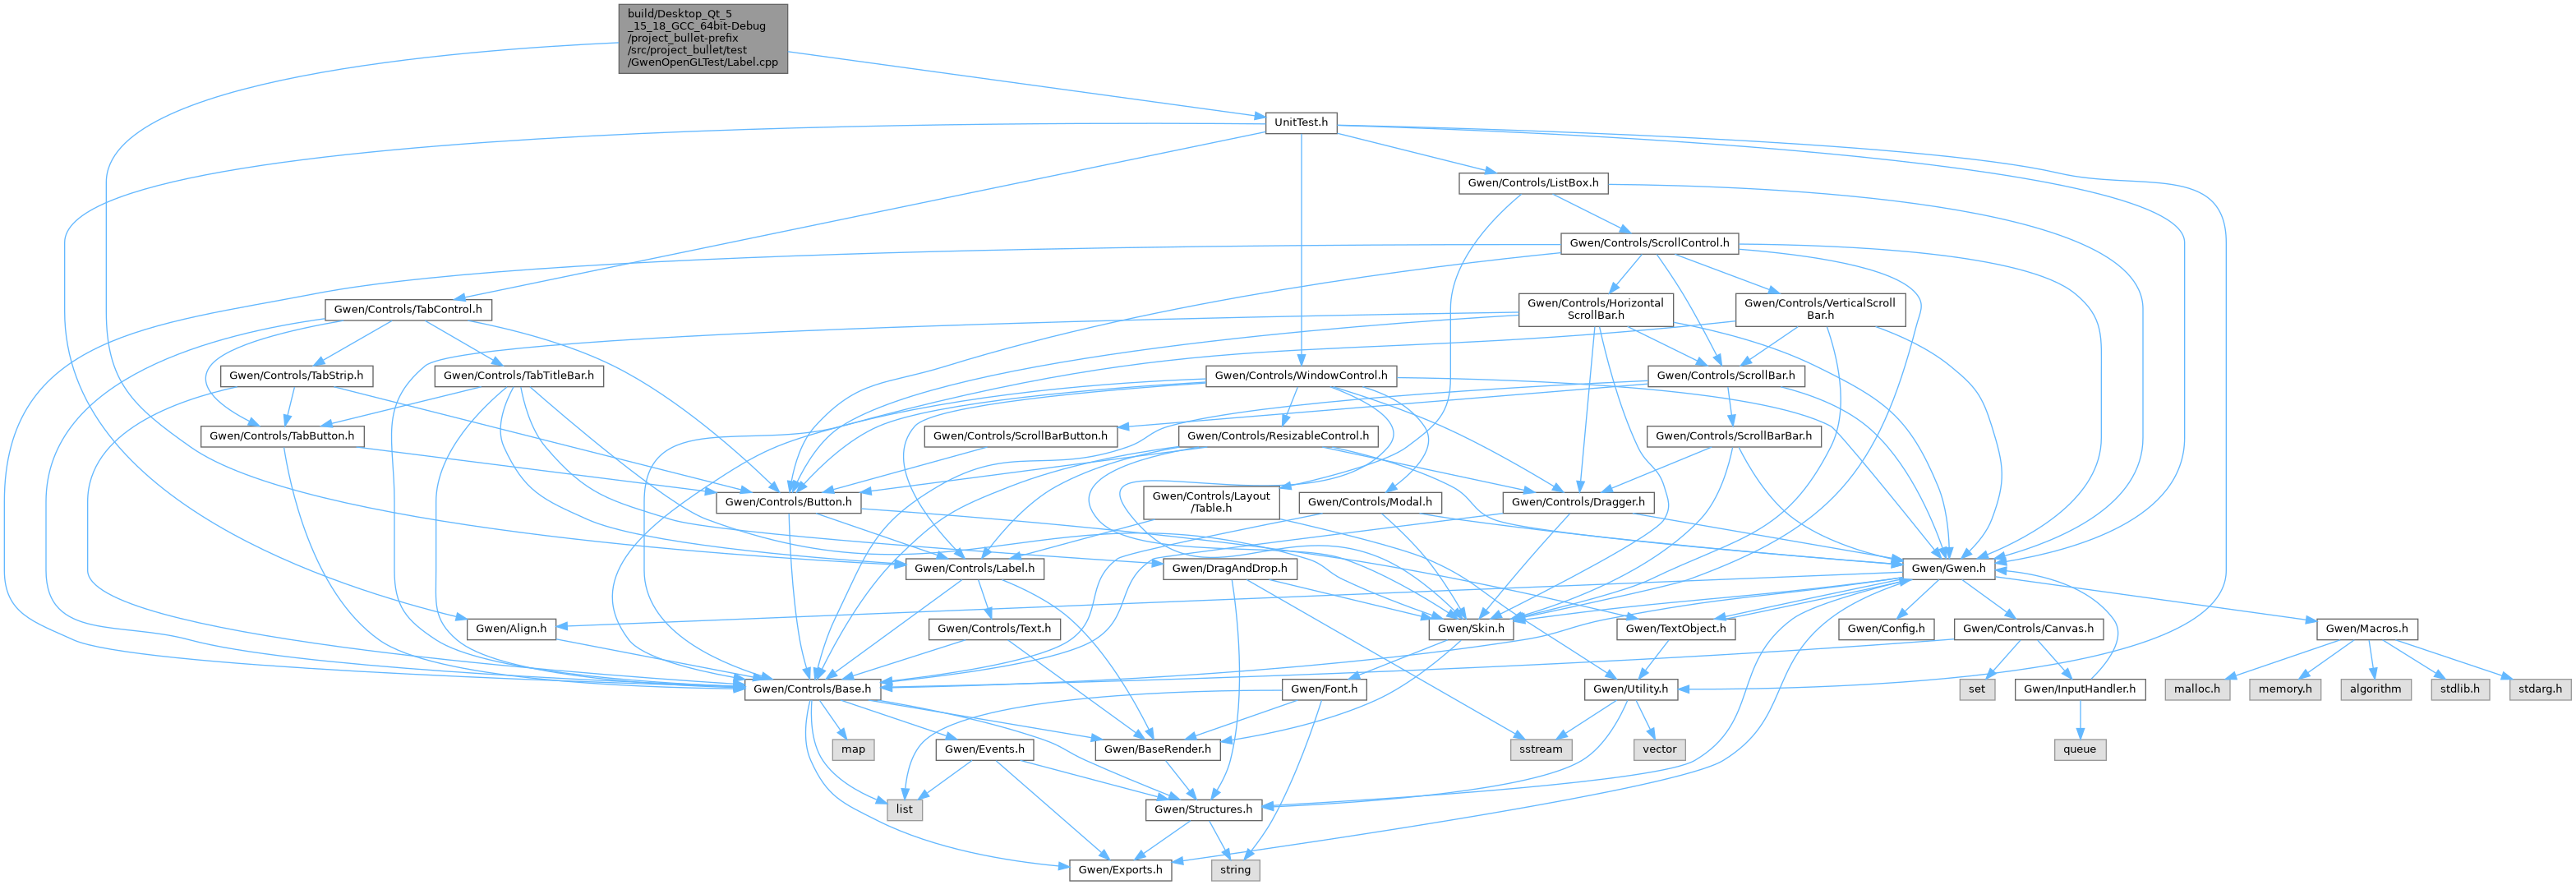 build/Desktop_Qt_5
_15_18_GCC_64bit-Debug
/project_bullet-prefix
/src/project_bullet/test
/GwenOpenGLTest/Label.cpp
UnitTest.h
Gwen/Controls/ListBox.h
Gwen/Controls/ScrollControl.h
Gwen/Controls/TabControl.h
Gwen/Controls/Horizontal
ScrollBar.h
Gwen/Controls/VerticalScroll
Bar.h
Gwen/Controls/TabStrip.h
Gwen/Controls/TabTitleBar.h
Gwen/Controls/WindowControl.h
Gwen/Controls/ScrollBar.h
Gwen/Controls/TabButton.h
Gwen/Controls/ScrollBarButton.h
Gwen/Controls/ResizableControl.h
Gwen/Controls/ScrollBarBar.h
Gwen/Controls/Button.h
Gwen/Controls/Layout
/Table.h
Gwen/Controls/Modal.h
Gwen/Controls/Dragger.h
Gwen/Controls/Label.h
Gwen/DragAndDrop.h
Gwen/Gwen.h
Gwen/Align.h
Gwen/Controls/Text.h
Gwen/Skin.h
Gwen/TextObject.h
Gwen/Config.h
Gwen/Controls/Canvas.h
Gwen/Macros.h
Gwen/Controls/Base.h
Gwen/Font.h
Gwen/Utility.h
set
Gwen/InputHandler.h
malloc.h
memory.h
algorithm
stdlib.h
stdarg.h
map
Gwen/Events.h
Gwen/BaseRender.h
sstream
vector
queue
list
Gwen/Structures.h
Gwen/Exports.h
string